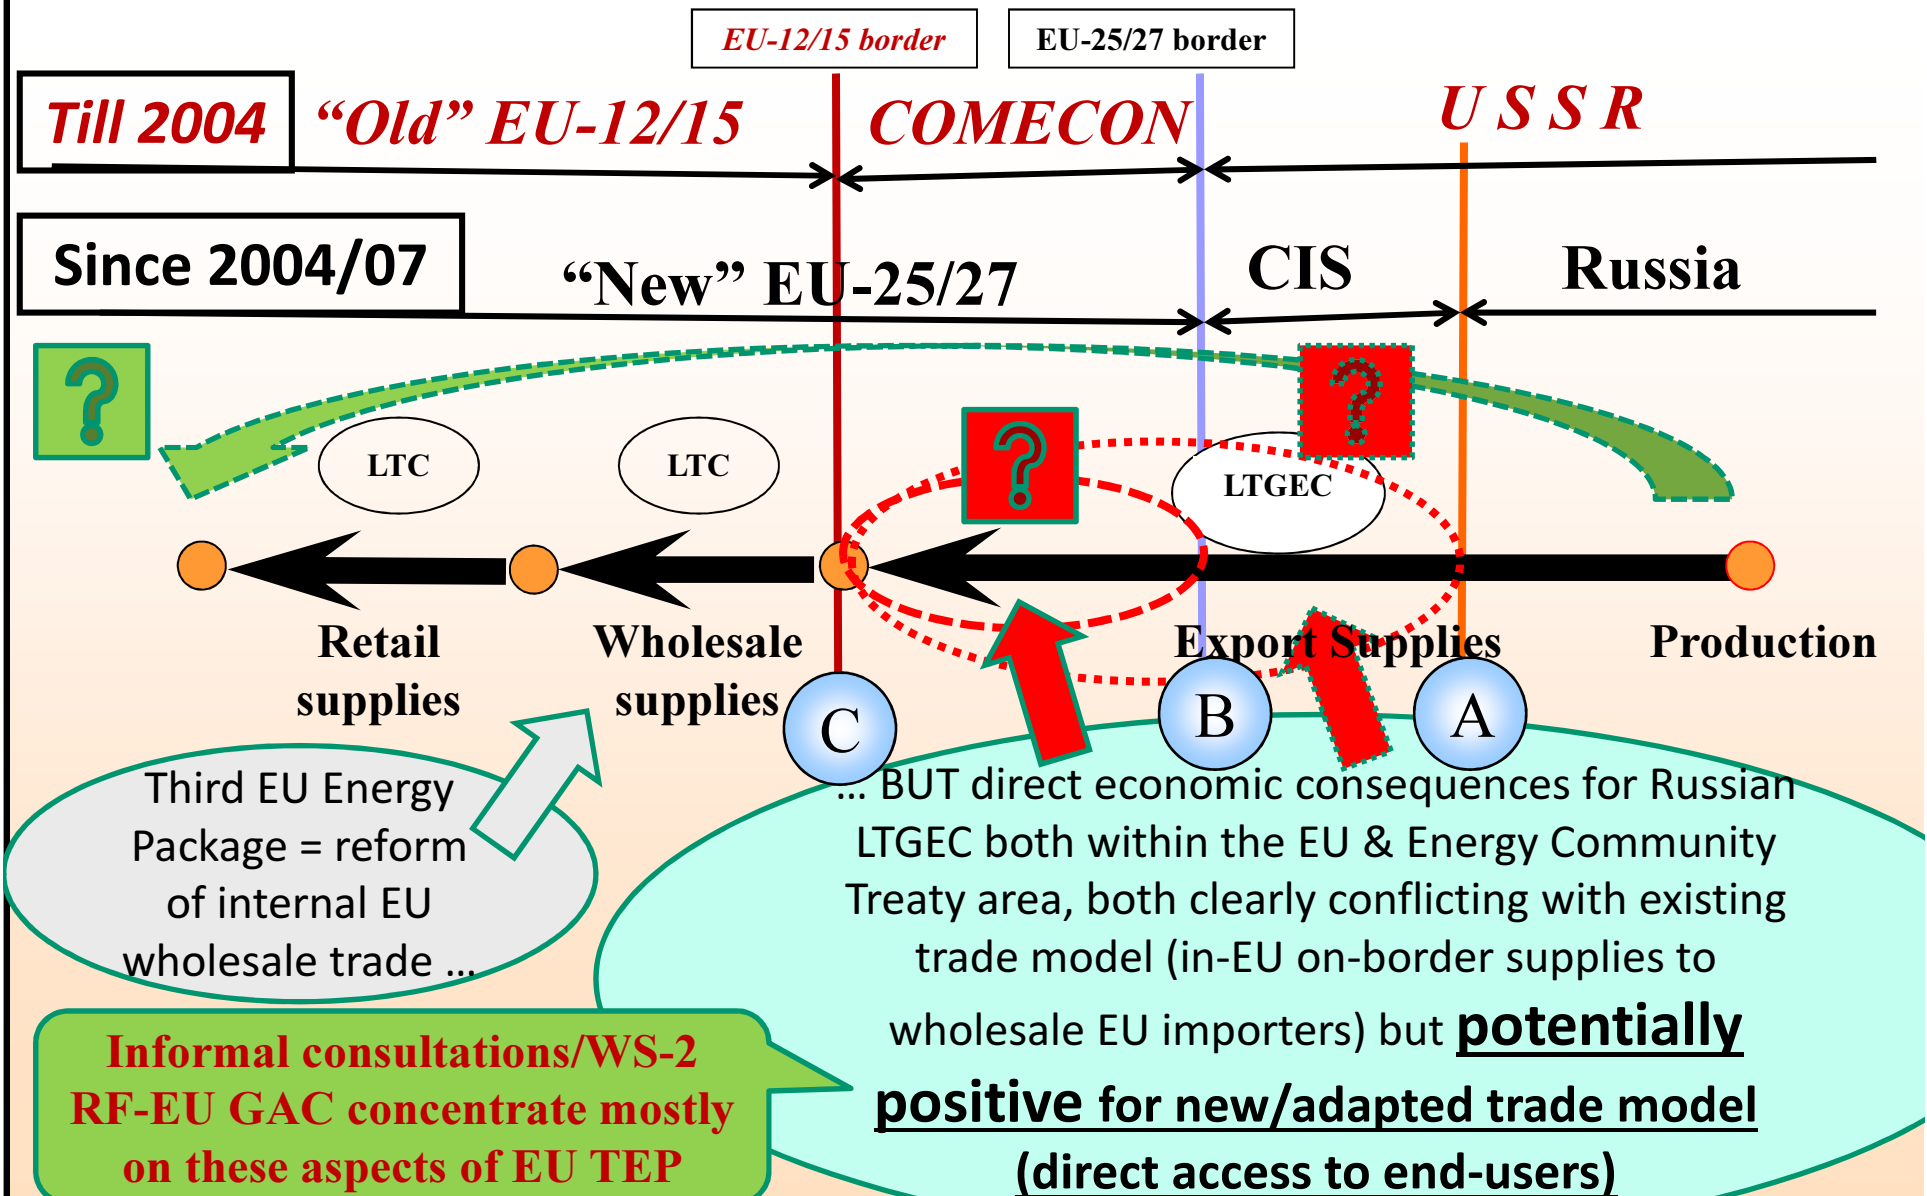 EU-12/15 border
EU-25/27 border
Till 2004
“Old” EU-12/15
COMECON
U S S R
Since 2004/07
“New” EU-25/27
CIS
Russia
?
?
?
LTC
LTC
LTGEC
Retail
supplies
Wholesale
supplies
Export Supplies
Production
C
B
A
Third EU Energy
Package = reform
of internal EU
wholesale trade ...
... BUT direct economic consequences for Russian
LTGEC both within the EU & Energy Community
Treaty area, both clearly conflicting with existing
trade model (in-EU on-border supplies to
wholesale EU importers) but potentially
positive for new/adapted trade model
(direct access to end-users)
Informal consultations/WS-2
RF-EU GAC concentrate mostly
on these aspects of EU TEP